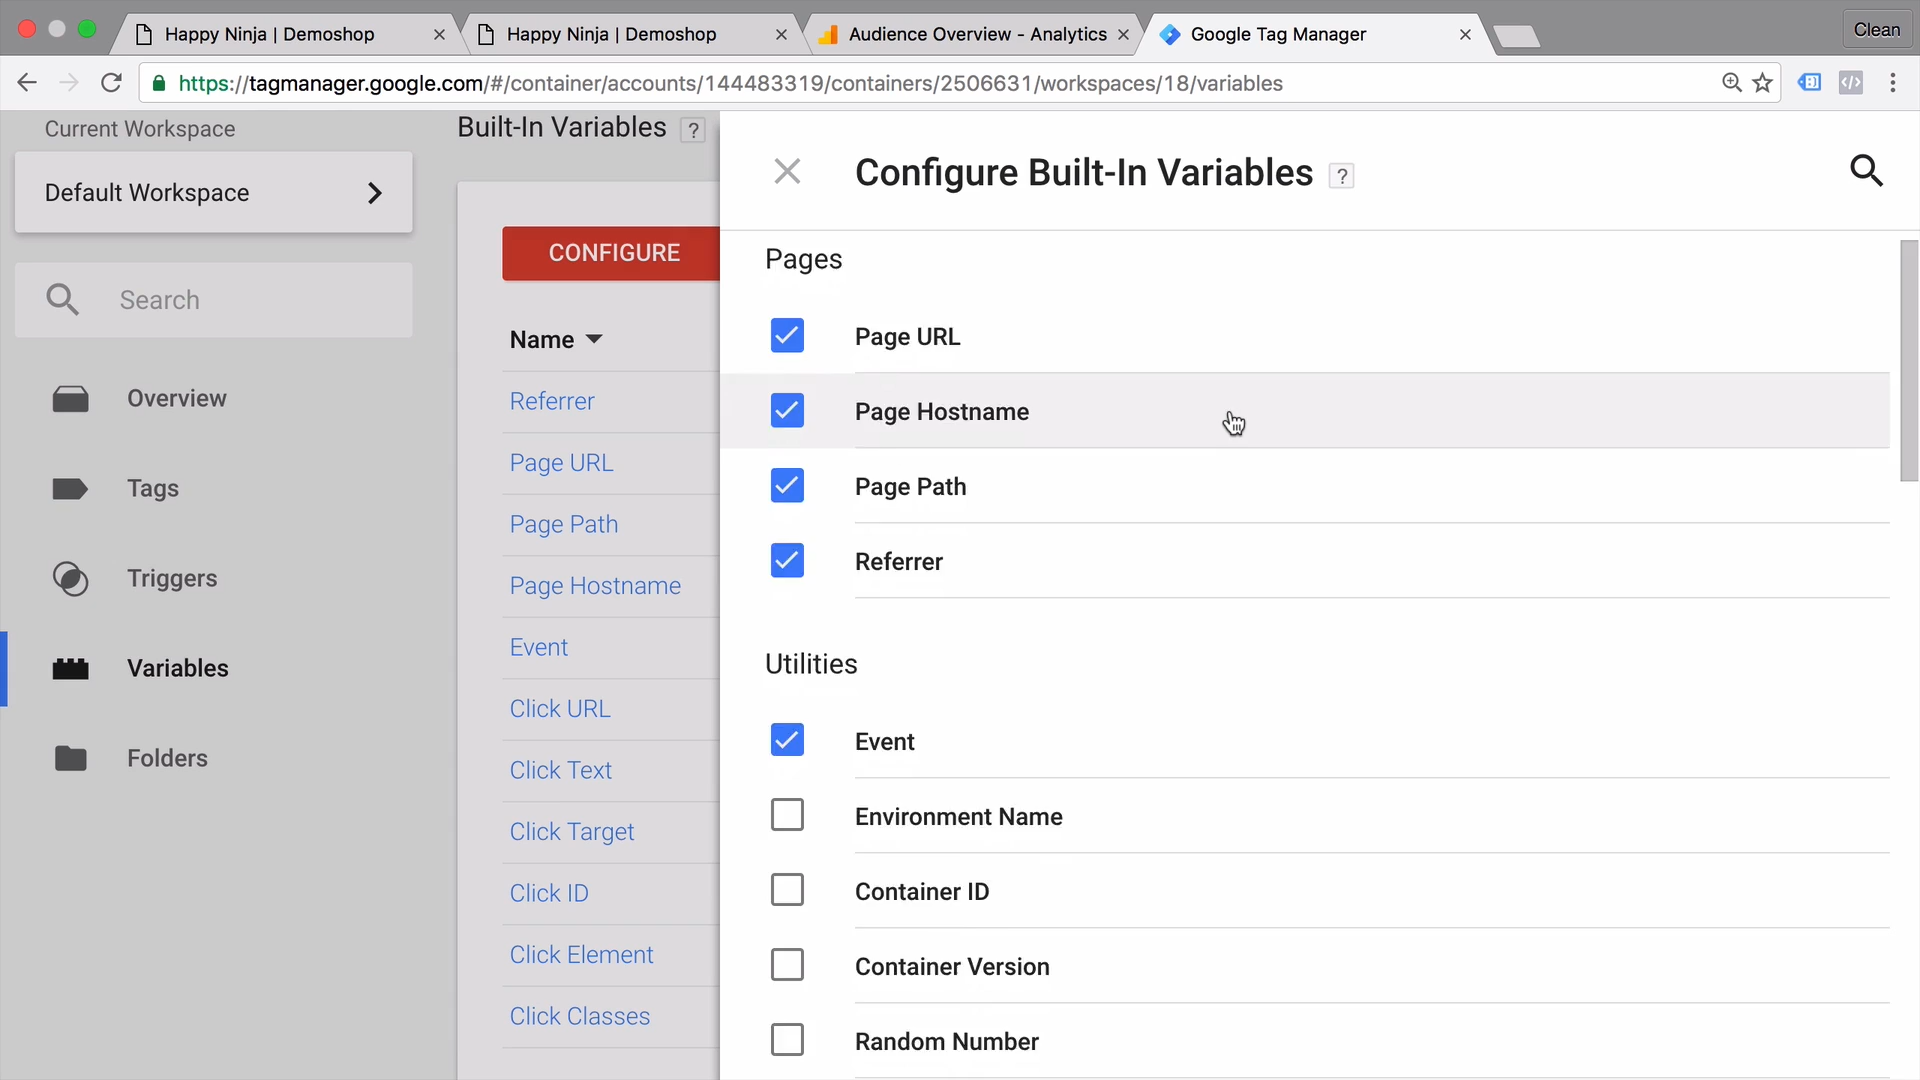 Happy Ninja | Demoshop
Happy Ninja | Demoshop
Audience Overview - Analytics
Google Tag Manager
Clean
https://tagmanager.google.com/#/container/accounts/144483319/containers/2506631/workspaces/18/variables
Current Workspace
Default Workspace
Search
Overview
Tags
Triggers
Variables
Folders
Built-In Variables ?
CONFIGURE
Name
Referrer
Page URL
Page Path
Page Hostname
Event
Click URL
Click Text
Click Target
Click ID
Click Element
Click Classes
Configure Built-In Variables ?
Pages
Page URL
Page Hostname
Page Path
Referrer
Utilities
Event
Environment Name
Container ID
Container Version
Random Number